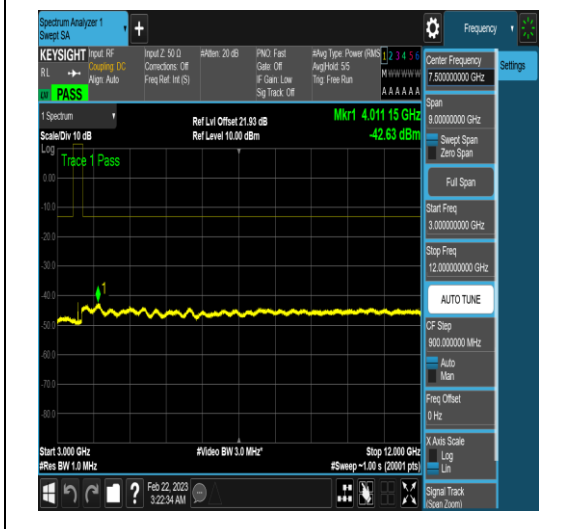 Spectrum Analyzer 1
Swept SA
+
Frequency
KEYSIGHT
RL
PASS
Input: RF
Coupling: DC
Align: Auto
Input Z: 50 Ω
Corrections: Off
Freq Ref: Int (S)
#Atten: 20 dB
PNO: Fast
Gate: Off
IF Gain: Low
Sig Track: Off
#Avg Type: Power (RMS
Avg|Hold: 5/5
Trig: Free Run
1 2 3 4 5 6
M W W W W W
A A A A A A
1 Spectrum
Scale/Div 10 dB
Ref Lvl Offset 21.93 dB
Ref Level 10.00 dBm
Mkr1 4.011 15 GHz
-42.63 dBm
Log
Trace 1 Pass
0.00
-10.0
-20.0
-30.0
-40.0
-50.0
-60.0
-70.0
-80.0
1
Start 3.000 GHz
#Res BW 1.0 MHz
#Video BW 3.0 MHz*
Stop 12.000 GHz
#Sweep ~1.00 s (20001 pts)
?
Feb 22, 2023
3:22:34 AM
Center Frequency
7.500000000 GHz
Settings
Span
9.00000000 GHz
Swept Span
Zero Span
Full Span
Start Freq
3.000000000 GHz
Stop Freq
12.000000000 GHz
AUTO TUNE
CF Step
900.000000 MHz
Auto
Man
Freq Offset
0 Hz
X Axis Scale
Log
Lin
Signal Track
(Span Zoom)